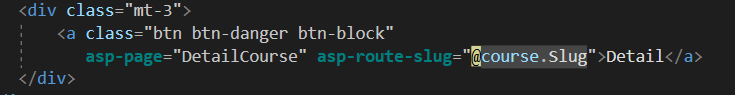 <div class="mt-3">
<a class="btn btn-danger btn-block"
asp-page="DetailCourse" asp-route-slug="@course.Slug">Detail</a>
</div>